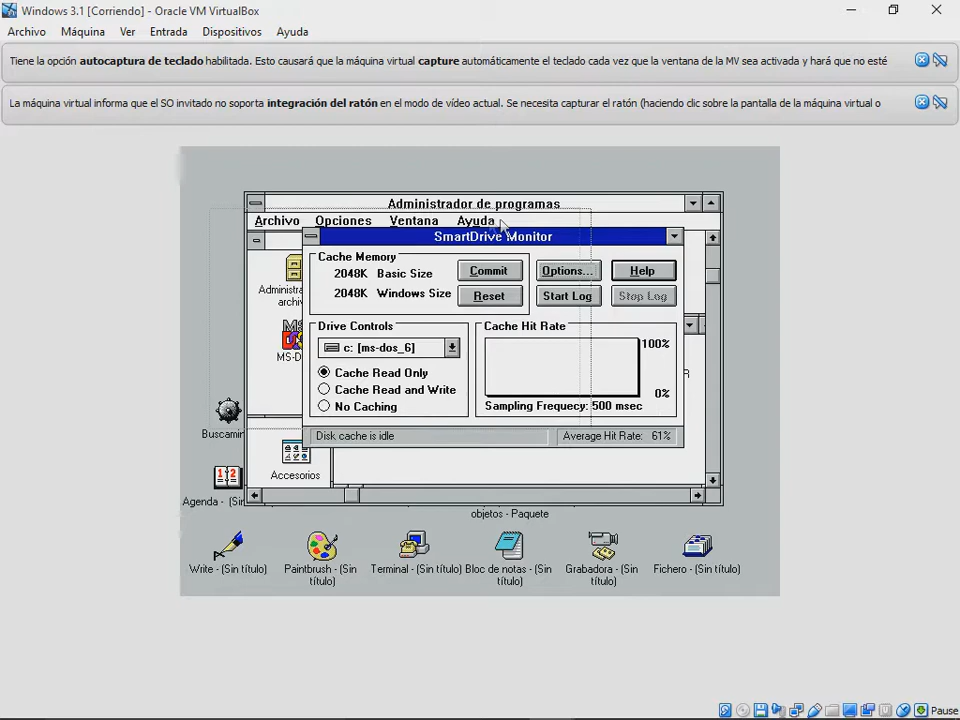 Windows 3.1 [Corriendo] - Oracle VM VirtualBox
Archivo Máquina Ver Entrada Dispositivos Ayuda
Tiene la opción autocaptura de teclado habilitada. Esto causará que la máquina virtual capture automáticamente el teclado cada vez que la ventana de la MV sea activada y hará que no esté
La máquina virtual informa que el SO invitado no soporta integración del ratón en el modo de vídeo actual. Se necesita capturar el ratón (haciendo clic sobre la pantalla de la máquina virtual o
Administrador de programas
Archivo Opciones Ventana Ayuda
SmartDrive Monitor
Cache Memory
2048K Basic Size
2048K Windows Size
Commit
Reset
Options...
Help
Start Log
Stop Log
Drive Controls
c: [ms-dos_6]
Cache Read Only
Cache Read and Write
No Caching
Cache Hit Rate
100%
0%
Sampling Frequecy: 500 msec
Disk cache is idle
Average Hit Rate: 61%
Administra
archiv
MS-D
Buscamin
Accesorios
Agenda - (Sin
objetos - Paquete
Write - (Sin título)
Paintbrush - (Sin
título)
Terminal - (Sin título)
Bloc de notas - (Sin
título)
Grabadora - (Sin
título)
Fichero - (Sin título)
Pause